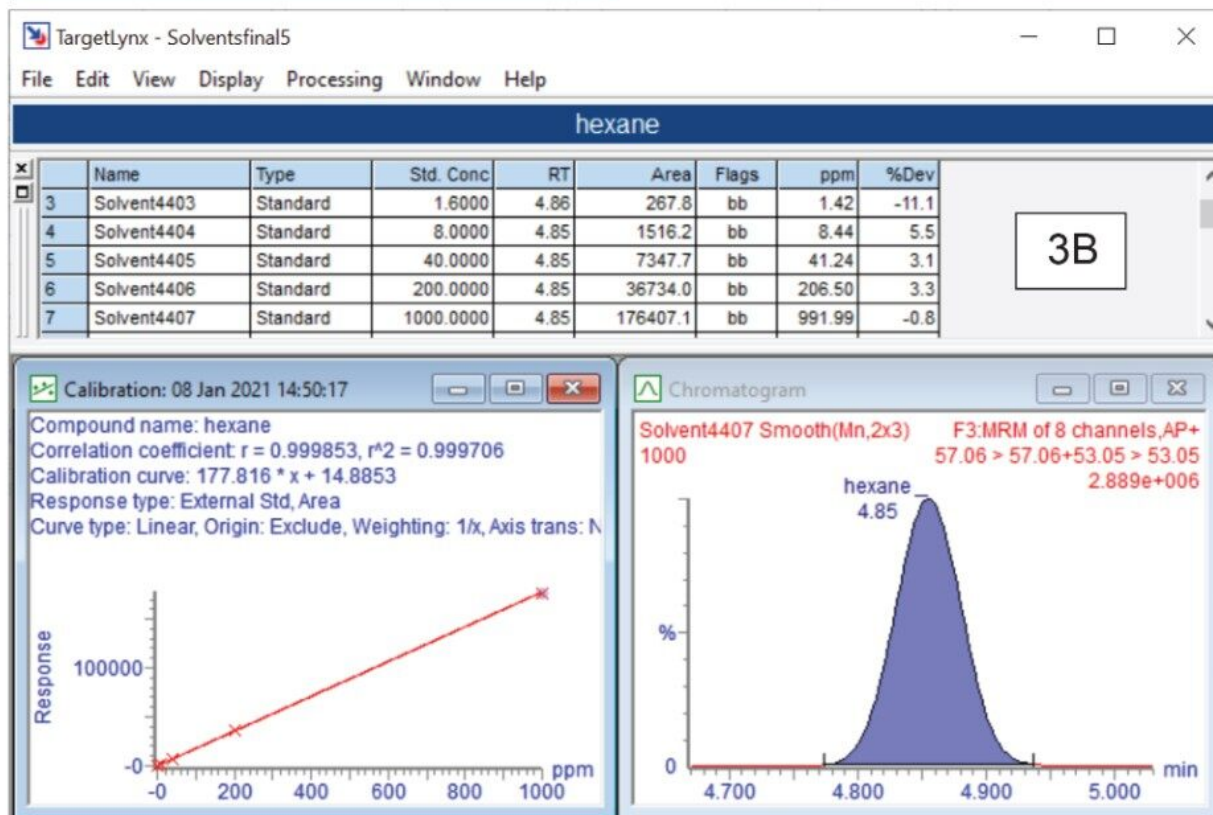 TargetLynx - Solventsfinal5
File Edit View Display Processing Window Help
hexane
Name Type Std. Conc RT Area Flags ppm %Dev
3 Solvent4403 Standard 1.6000 4.86 267.8 bb 1.42 -11.1
4 Solvent4404 Standard 8.0000 4.85 1516.2 bb 8.44 5.5
5 Solvent4405 Standard 40.0000 4.85 7347.7 bb 41.24 3.1
6 Solvent4406 Standard 200.0000 4.85 36734.0 bb 206.50 3.3
7 Solvent4407 Standard 1000.0000 4.85 176407.1 bb 991.99 -0.8
3B
Calibration: 08 Jan 2021 14:50:17
Compound name: hexane
Correlation coefficient: r = 0.999853, r^2 = 0.999706
Calibration curve: 177.816 * x + 14.8853
Response type: External Std, Area
Curve type: Linear, Origin: Exclude, Weighting: 1/x, Axis trans: N
Response
100000
-0
ppm
-0 200 400 600 800 1000
Chromatogram
Solvent4407 Smooth(Mn,2x3) F3:MRM of 8 channels,AP+
1000 57.06 > 57.06+53.05 > 53.05
2.889e+006
hexane
4.85
%
0
min
4.700 4.800 4.900 5.000